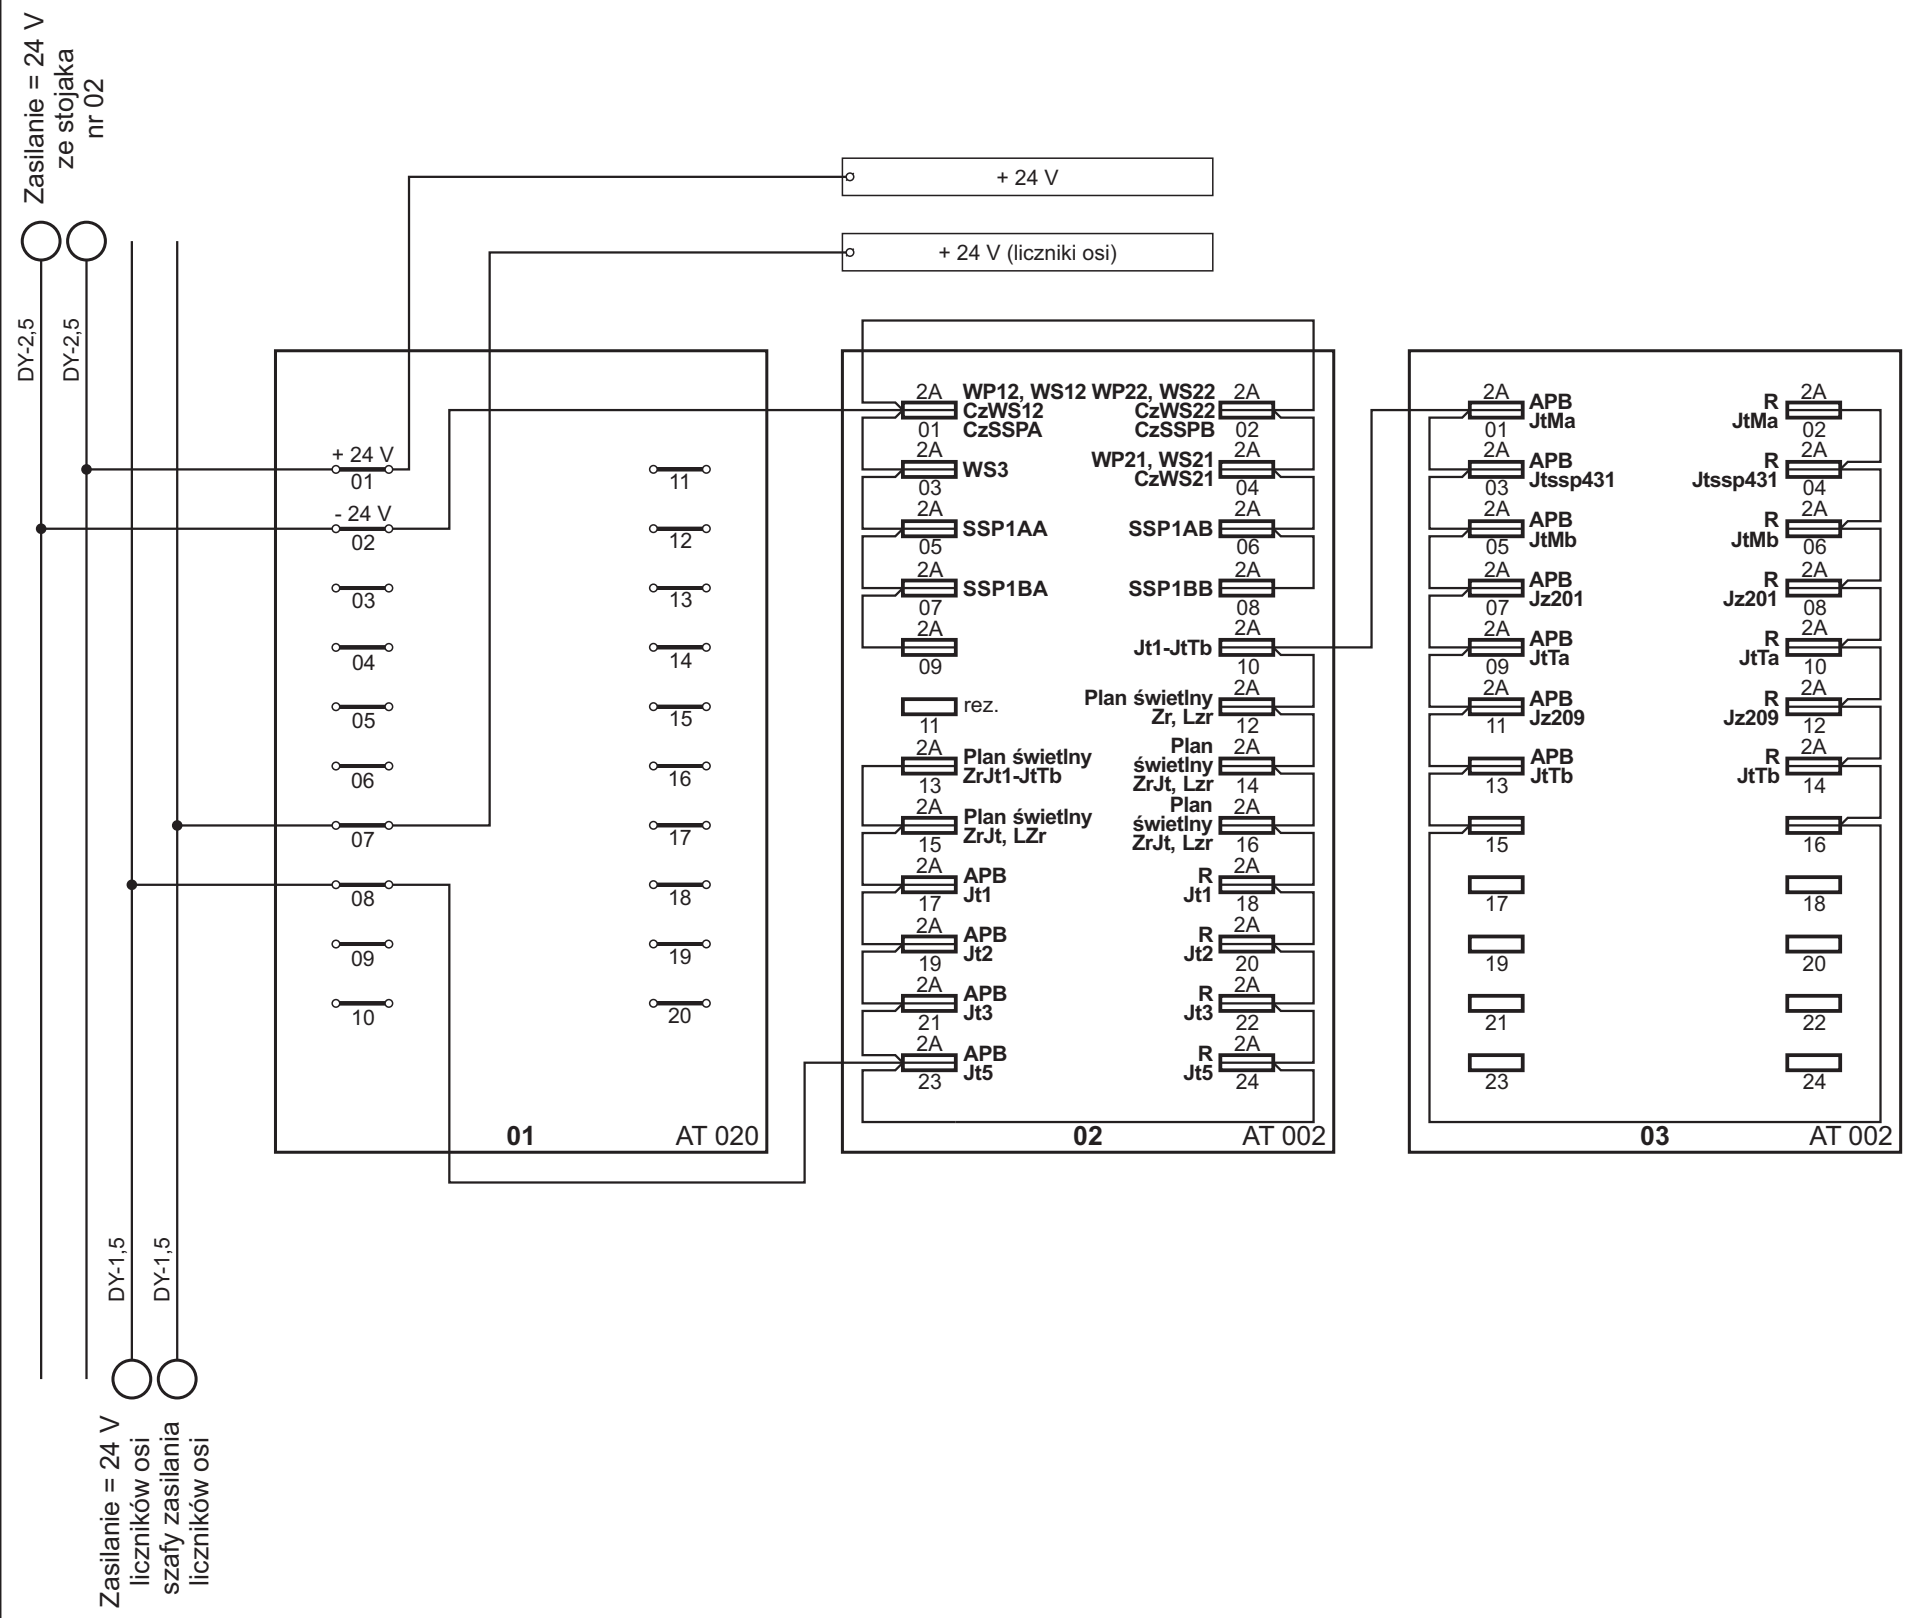 Zasilanie = 24 V
ze stojaka
nr 02
DY-2,5
DY-2,5
+ 24 V
+ 24 V (liczniki osi)
+ 24 V
01
- 24 V
02
03
04
05
06
07
08
09
10
11
12
13
14
15
16
17
18
19
20
01
AT 020
2A
WP12, WS12
CzWS12
CzSSPA
01
WP22, WS22
CzWS22
CzSSPB
2A
02
2A
WS3
03
WP21, WS21
CzWS21
2A
04
2A
SSP1AA
05
SSP1AB
2A
06
2A
SSP1BA
07
SSP1BB
2A
08
2A
09
Jt1-JtTb
2A
10
rez.
11
Plan świetlny
Zr, Lzr
2A
12
2A
Plan świetlny
ZrJt1-JtTb
13
Plan
świetlny
ZrJt, Lzr
2A
14
2A
Plan świetlny
ZrJt, LZr
15
Plan
świetlny
ZrJt, Lzr
2A
16
2A
APB
Jt1
17
R
Jt1
2A
18
2A
APB
Jt2
19
R
Jt2
2A
20
2A
APB
Jt3
21
R
Jt3
2A
22
2A
APB
Jt5
23
R
Jt5
2A
24
02
AT 002
2A
APB
JtMa
01
R
JtMa
2A
02
2A
APB
Jtssp431
03
R
Jtssp431
2A
04
2A
APB
JtMb
05
R
JtMb
2A
06
2A
APB
Jz201
07
R
Jz201
2A
08
2A
APB
JtTa
09
R
JtTa
2A
10
2A
APB
Jz209
11
R
Jz209
2A
12
APB
JtTb
13
R
JtTb
2A
14
15
16
17
18
19
20
21
22
23
24
03
AT 002
DY-1,5
DY-1,5
Zasilanie = 24 V
liczników osi
szafy zasilania
liczników osi